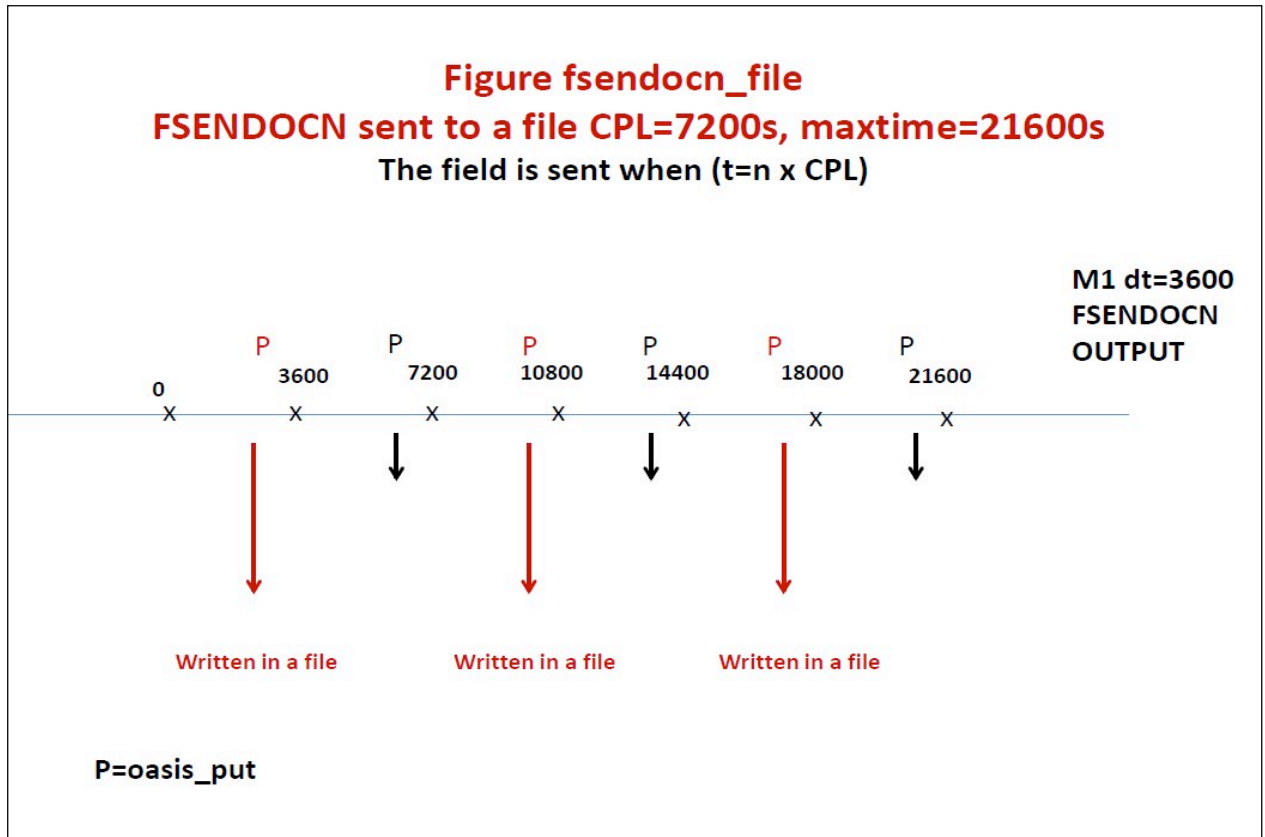 Figure fsendocn_file
FSENDOCN sent to a file CPL=7200s, maxtime=21600s
The field is sent when (t=n x CPL)
M1 dt=3600
FSENDOCN
OUTPUT
P P P P P P
0 3600 7200 10800 14400 18000 21600
x x x x x x x
Written in a file Written in a file Written in a file
P=oasis_put